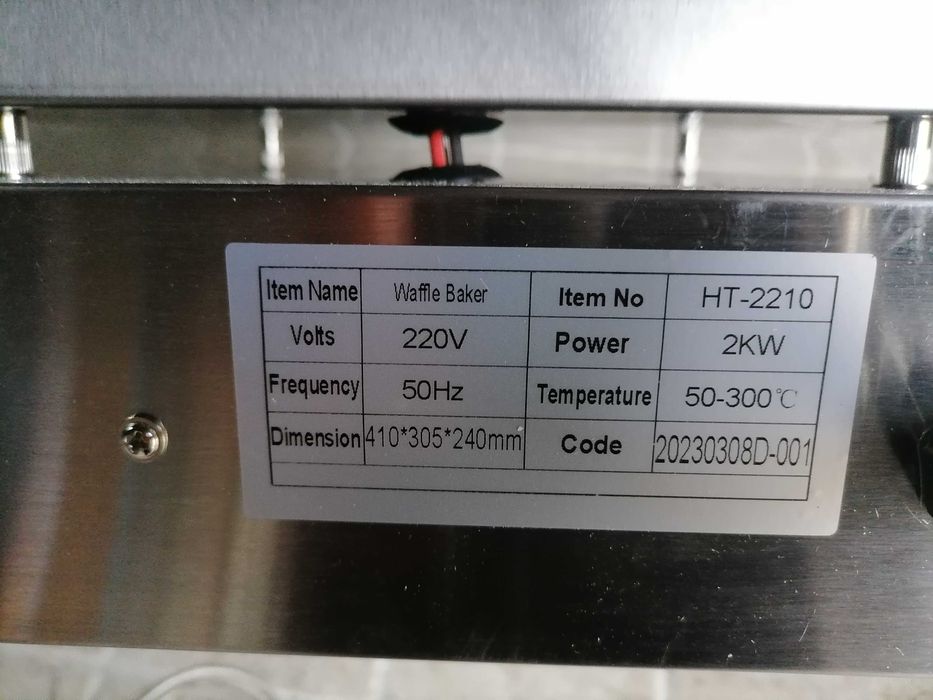 Item Name Waffle Baker Item No HT-2210
Volts 220V Power 2KW
Frequency 50Hz Temperature 50-300℃
Dimension 410*305*240mm Code 20230308D-001